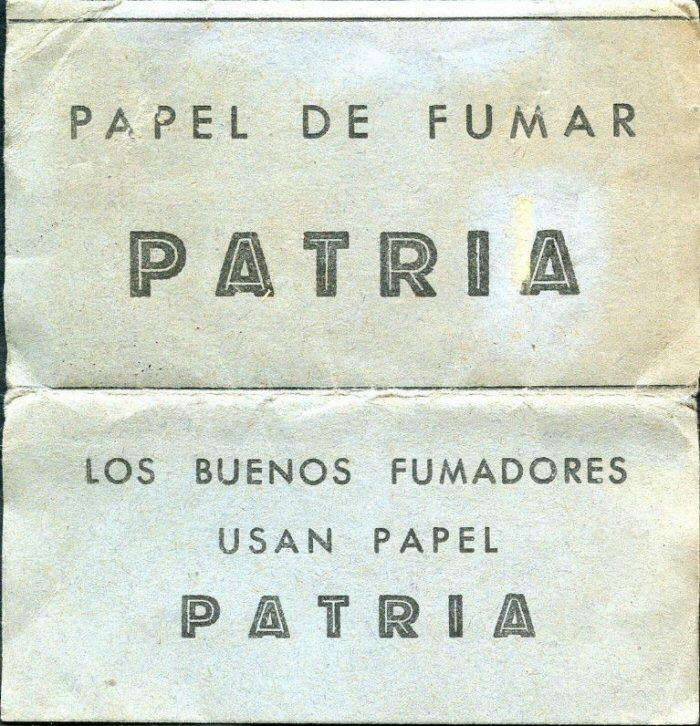 PAPEL DE FUMAR
PATRIA
LOS BUENOS FUMADORES
USAN PAPEL
PATRIA